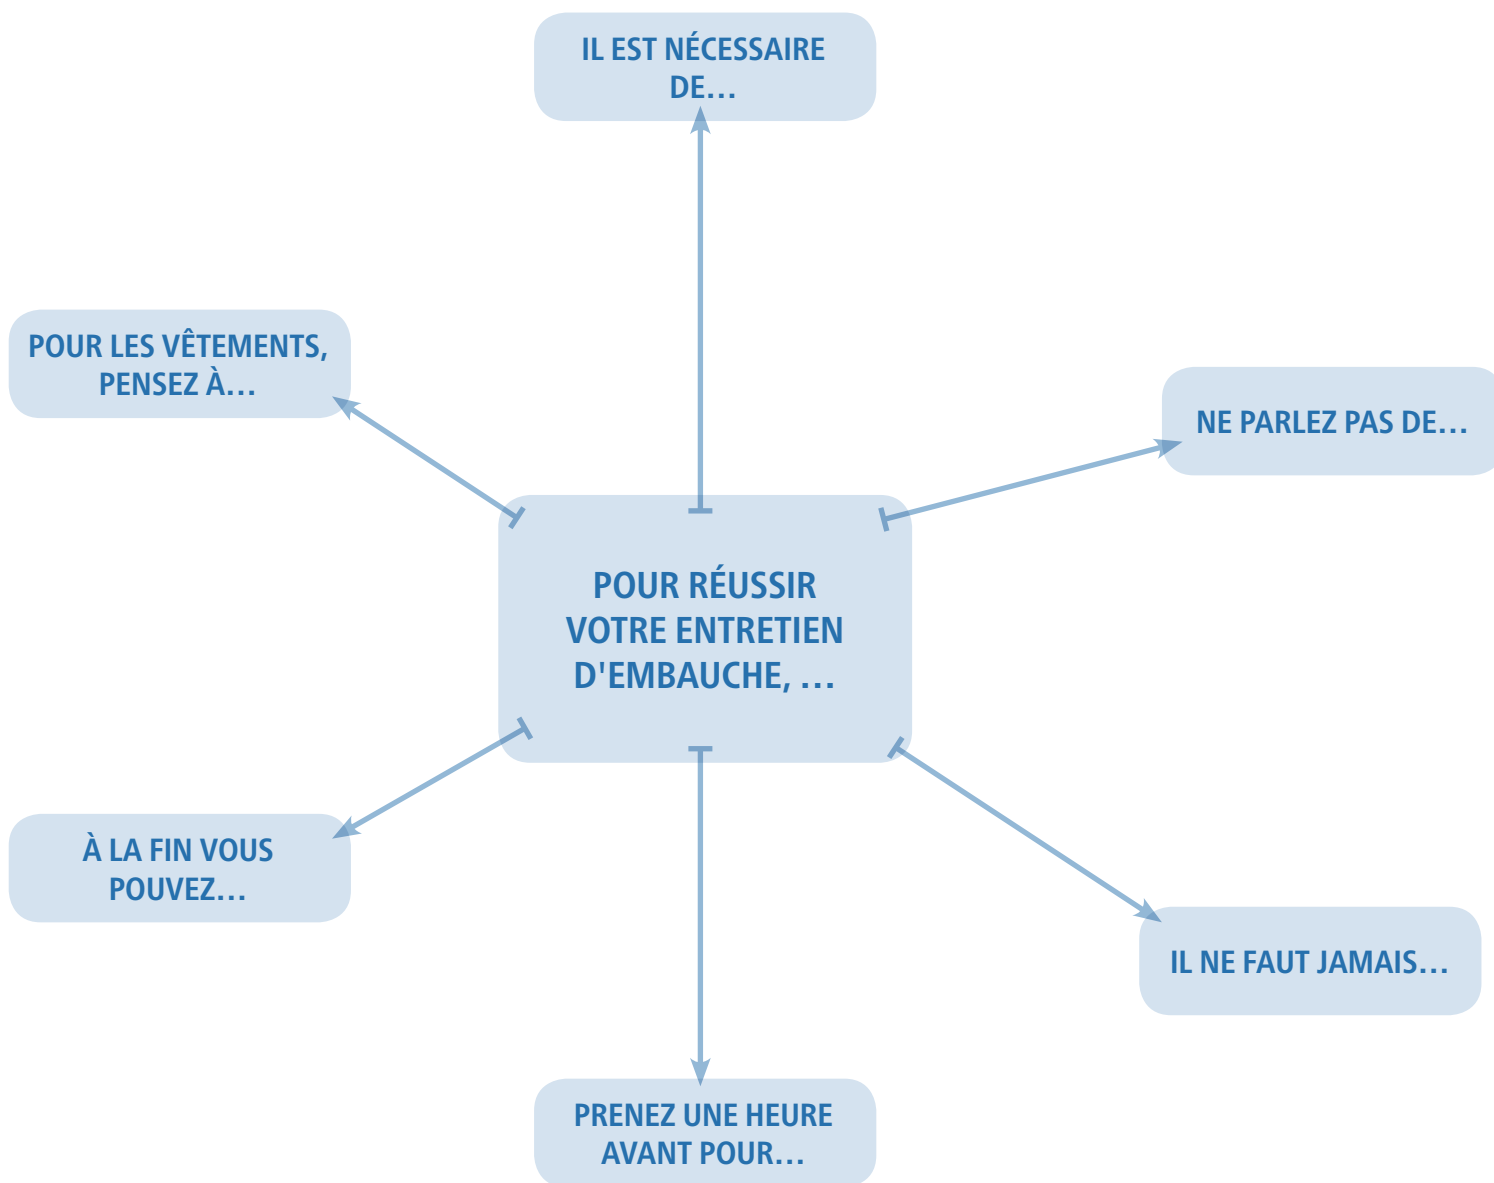 IL EST NÉCESSAIRE
DE...
POUR LES VÊTEMENTS,
PENSEZ À...
NE PARLEZ PAS DE...
POUR RÉUSSIR
VOTRE ENTRETIEN
D'EMBAUCHE, ...
À LA FIN VOUS
POUVEZ...
IL NE FAUT JAMAIS...
PRENEZ UNE HEURE
AVANT POUR...